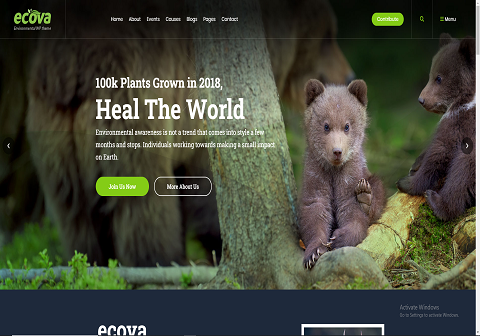 ecova
Environmental WP Theme
Home About Events Causes Blogs Pages Contact
Contribute
Menu
100k Plants Grown in 2018,
Heal The World
Environmental awareness is not a trend that comes into style a few
months and stops. Individuals working towards making a small impact
on Earth.
Join Us Now
More About Us
Activate Windows
Go to Settings to activate Windows.
ecova